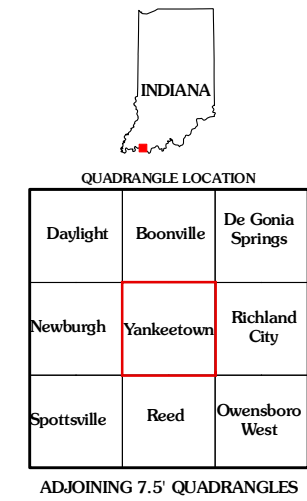 INDIANA
QUADRANGLE LOCATION
Daylight
Boonville
De Gonia
Springs
Newburgh
Yankeetown
Richland
City
Spottsville
Reed
Owensboro
West
ADJOINING 7.5' QUADRANGLES